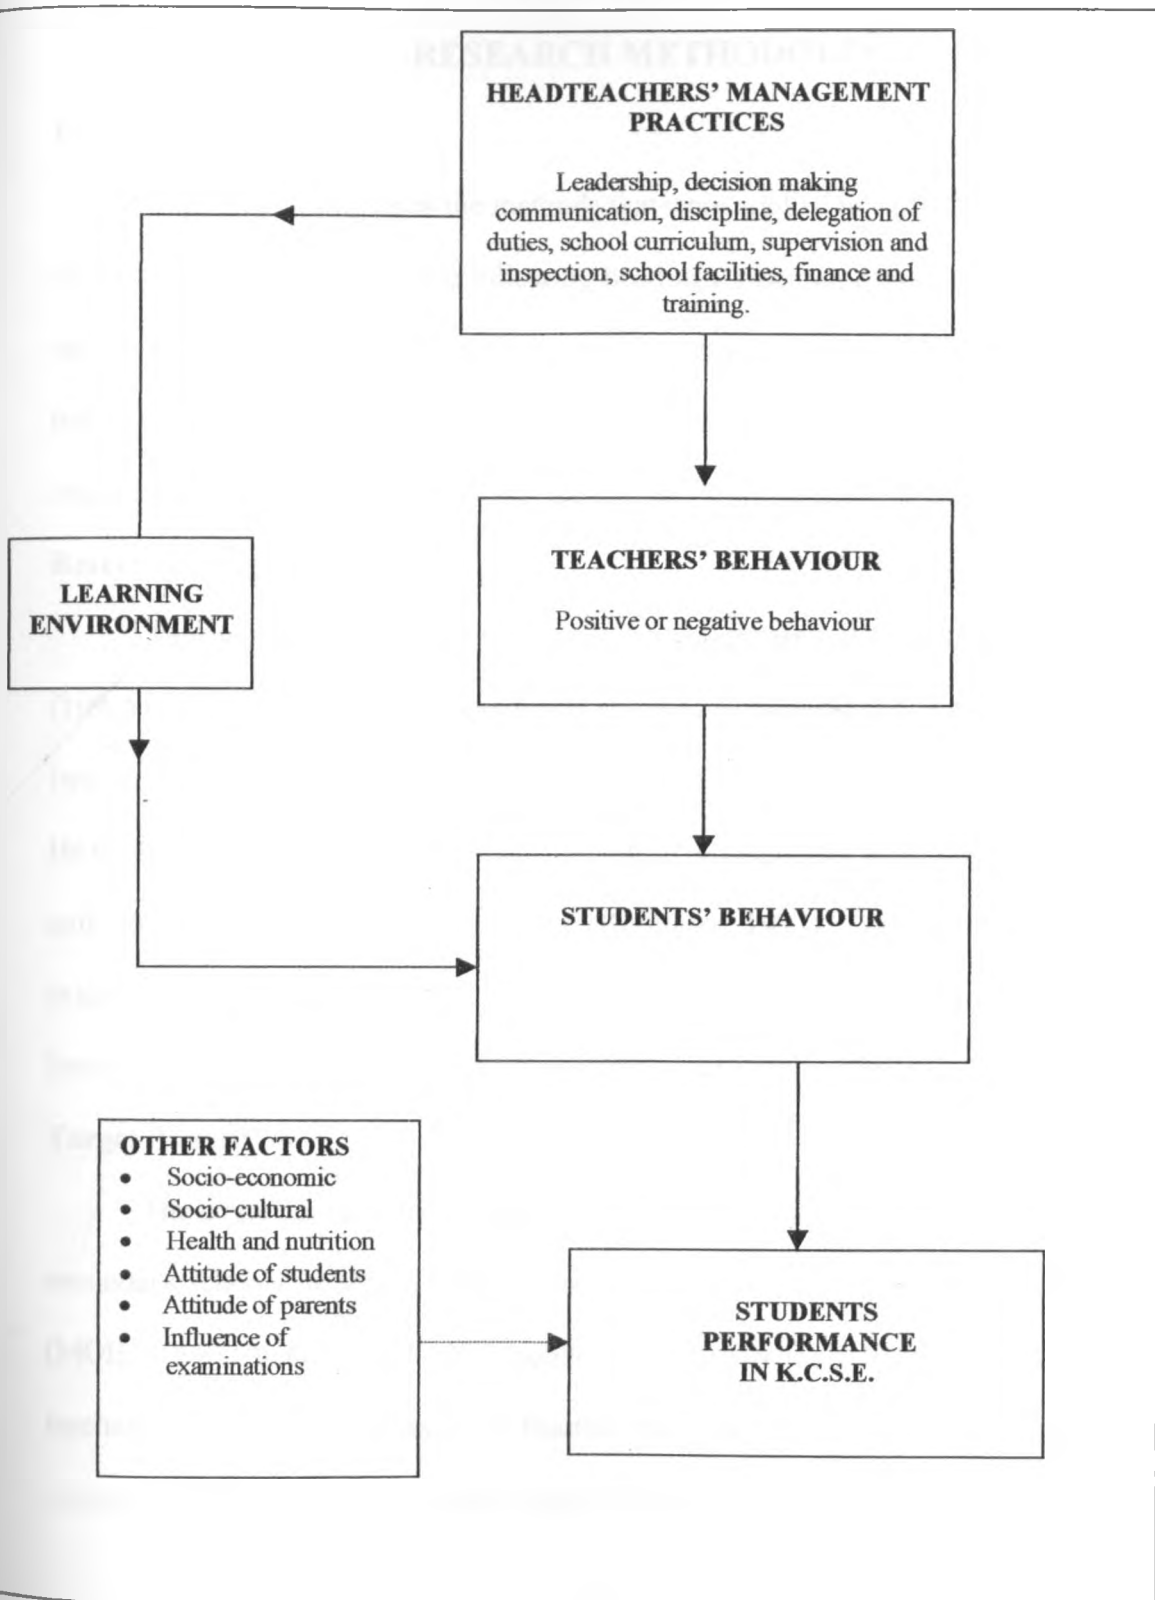 RESEARCH METHODOLOGY
HEADTEACHERS’ MANAGEMENT
PRACTICES
Leadership, decision making
communication, discipline, delegation of
duties, school curriculum, supervision and
inspection, school facilities, finance and
training.
LEARNING
ENVIRONMENT
TEACHERS’ BEHAVIOUR
Positive or negative behaviour
STUDENTS’ BEHAVIOUR
OTHER FACTORS
• Socio-economic
• Socio-cultural
• Health and nutrition
• Attitude of students
• Attitude of parents
• Influence of
examinations
STUDENTS
PERFORMANCE
IN K.C.S.E.